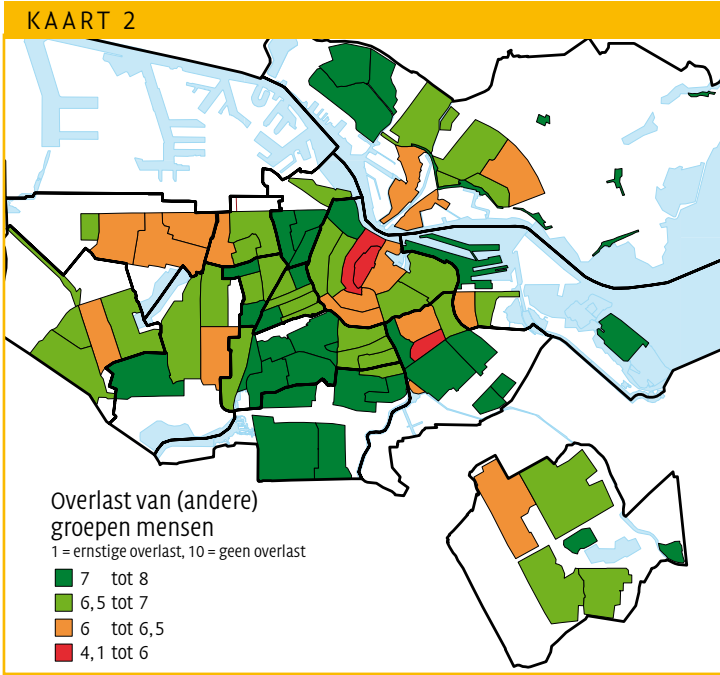 KAART 2
Overlast van (andere)
groepen mensen
1 = ernstige overlast, 10 = geen overlast
7 tot 8
6,5 tot 7
6 tot 6,5
4,1 tot 6